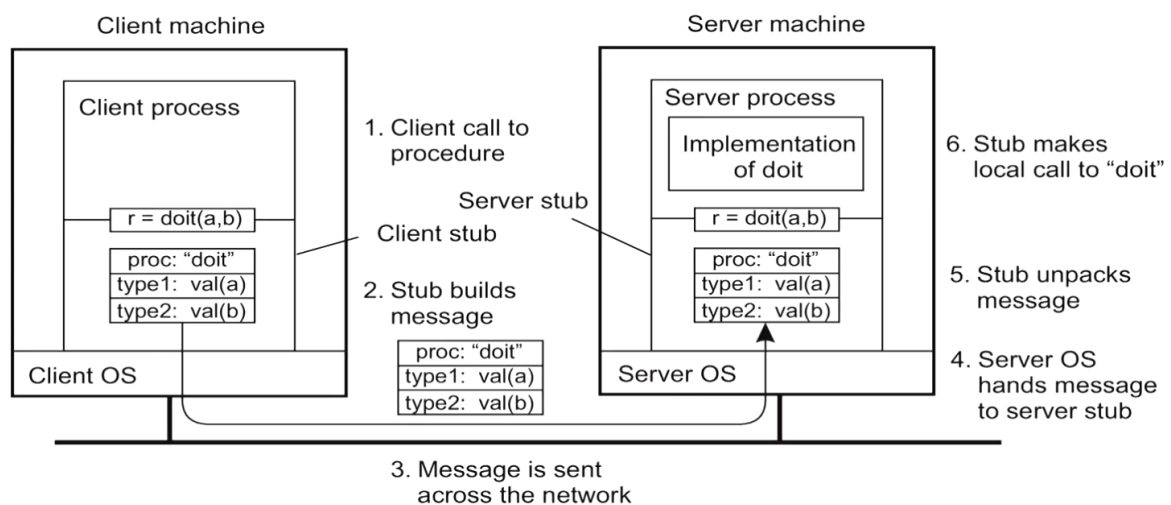 Client machine
Server machine
Client process
1. Client call to
procedure
Server process
Implementation
of doit
6. Stub makes
local call to “doit”
Server stub
r = doit(a,b)
Client stub
r = doit(a,b)
proc: “doit”
type1: val(a)
type2: val(b)
2. Stub builds
message
proc: “doit”
type1: val(a)
type2: val(b)
proc: “doit”
type1: val(a)
type2: val(b)
5. Stub unpacks
message
Client OS
Server OS
4. Server OS
hands message
to server stub
3. Message is sent
across the network